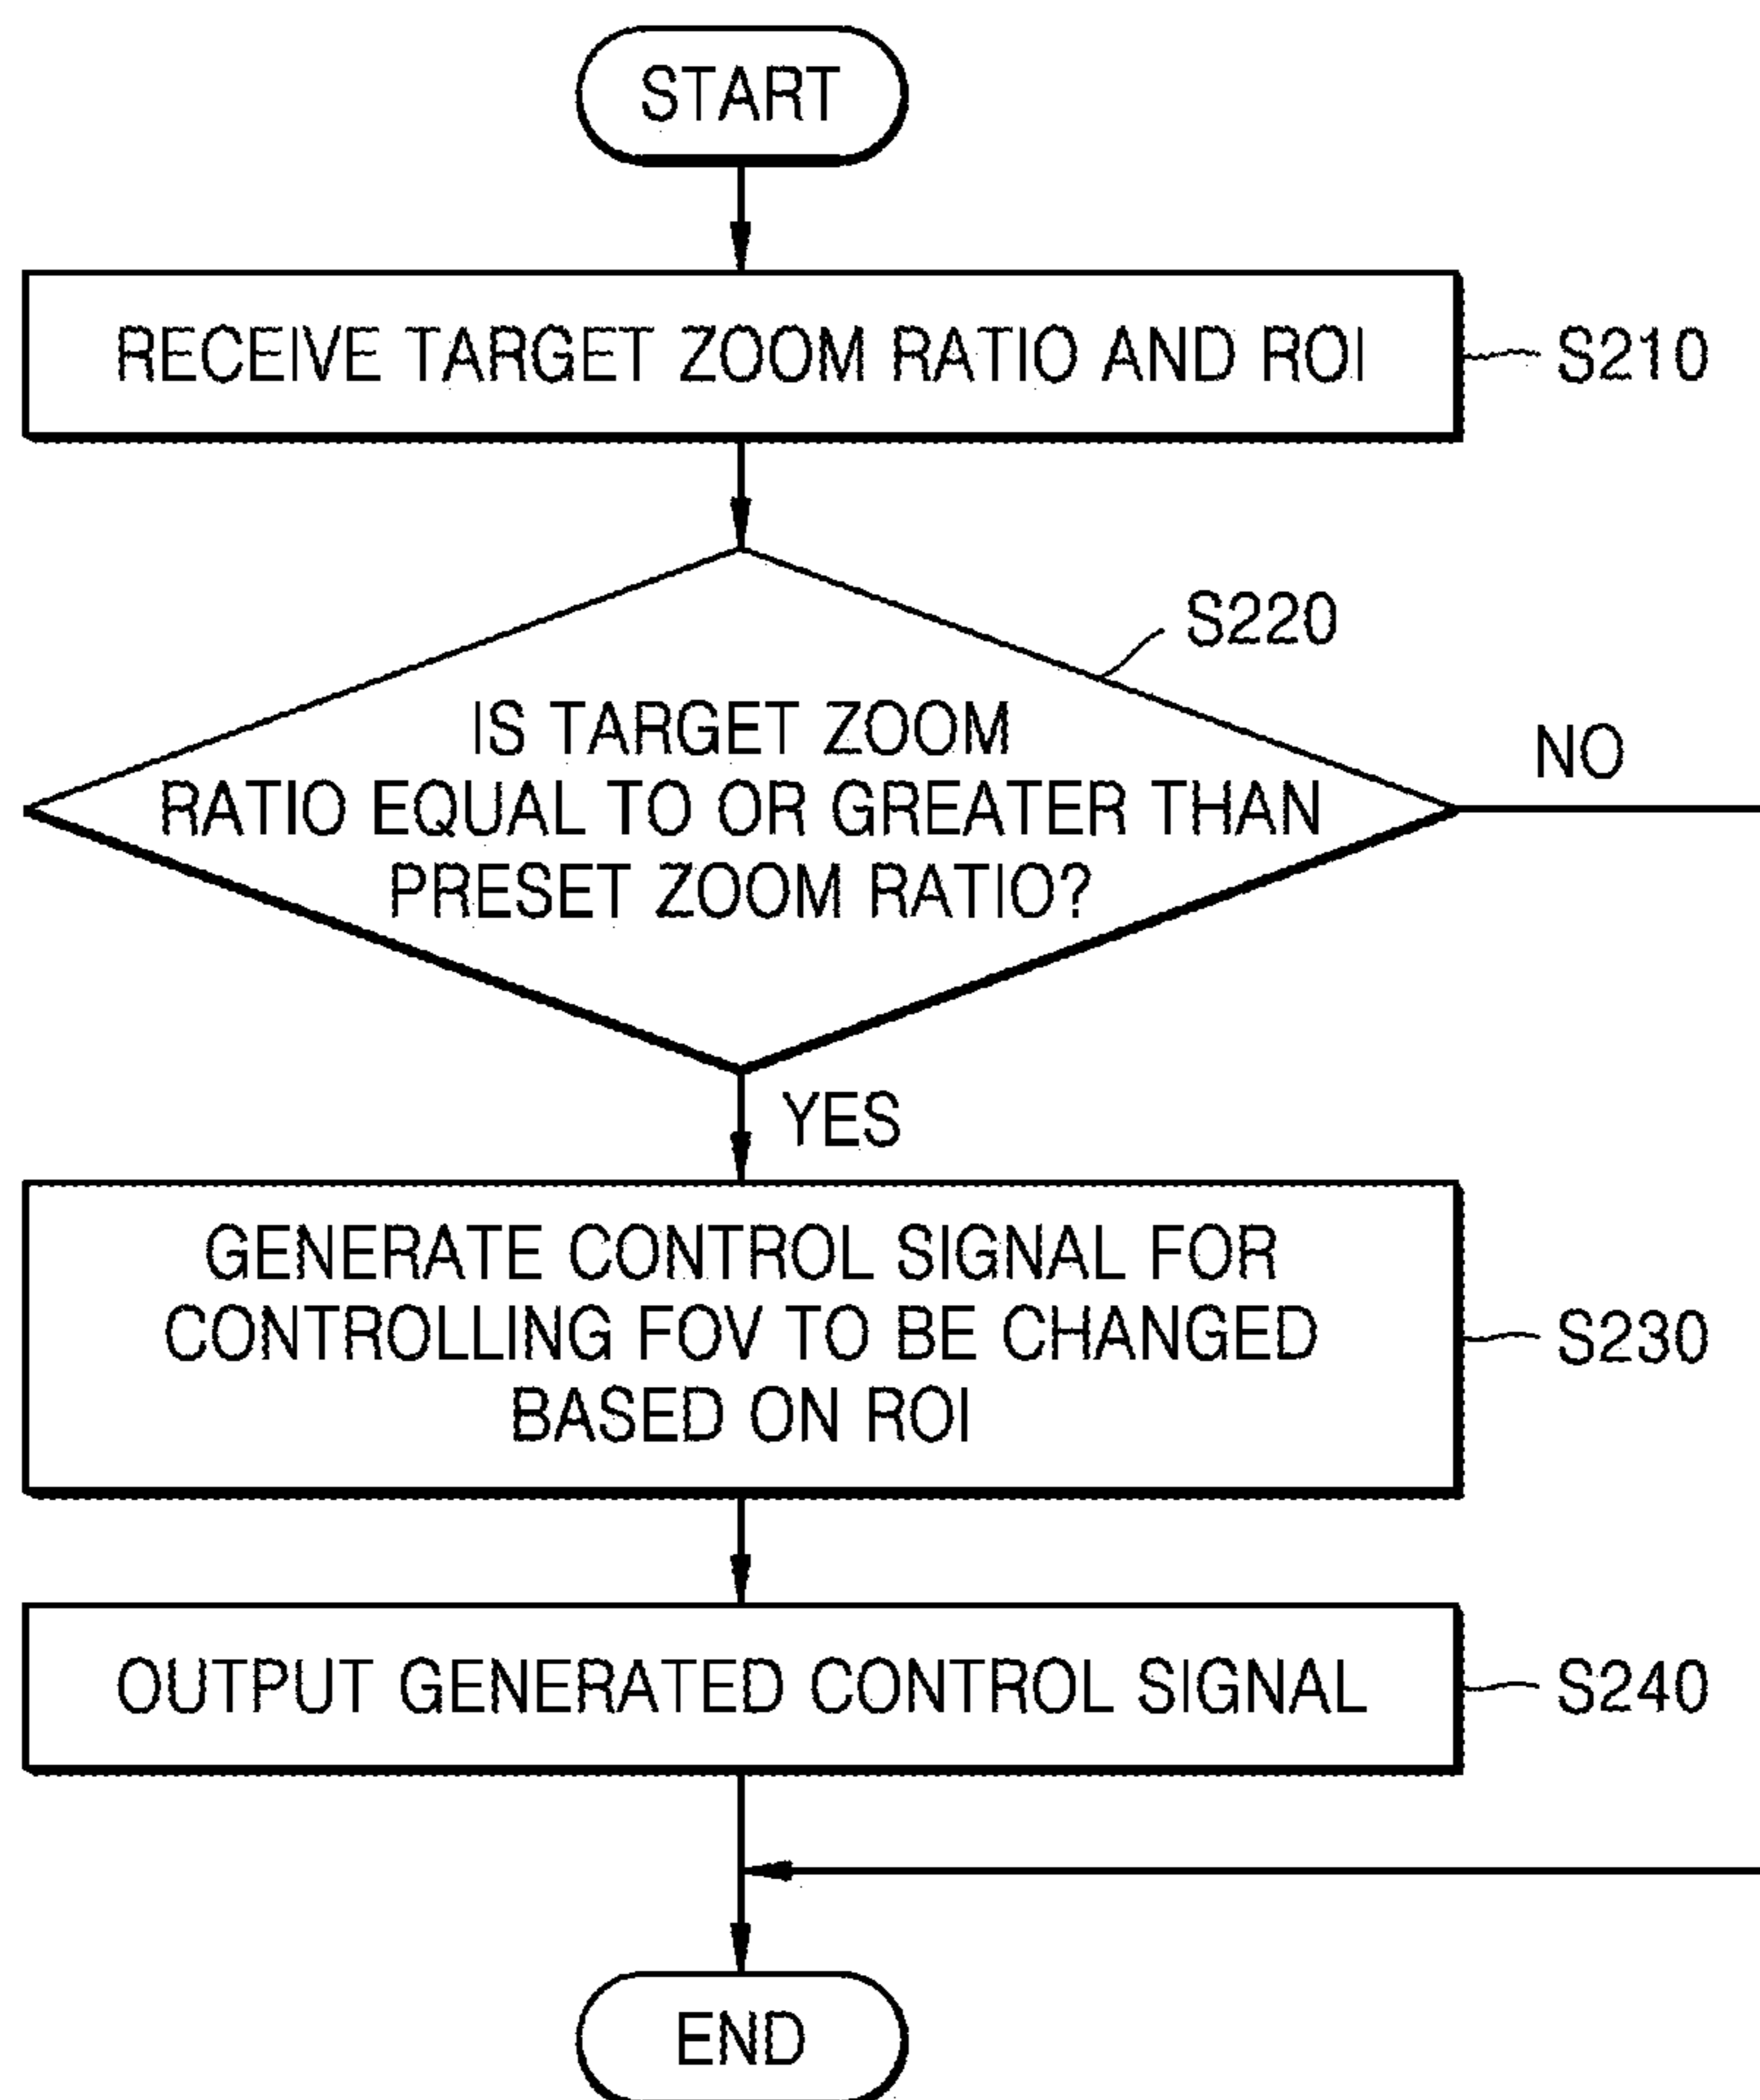 START
RECEIVE TARGET ZOOM RATIO AND ROI
S210
S220
IS TARGET ZOOM
RATIO EQUAL TO OR GREATER THAN
PRESET ZOOM RATIO?
NO
YES
GENERATE CONTROL SIGNAL FOR
CONTROLLING FOV TO BE CHANGED
BASED ON ROI
S230
OUTPUT GENERATED CONTROL SIGNAL
S240
END